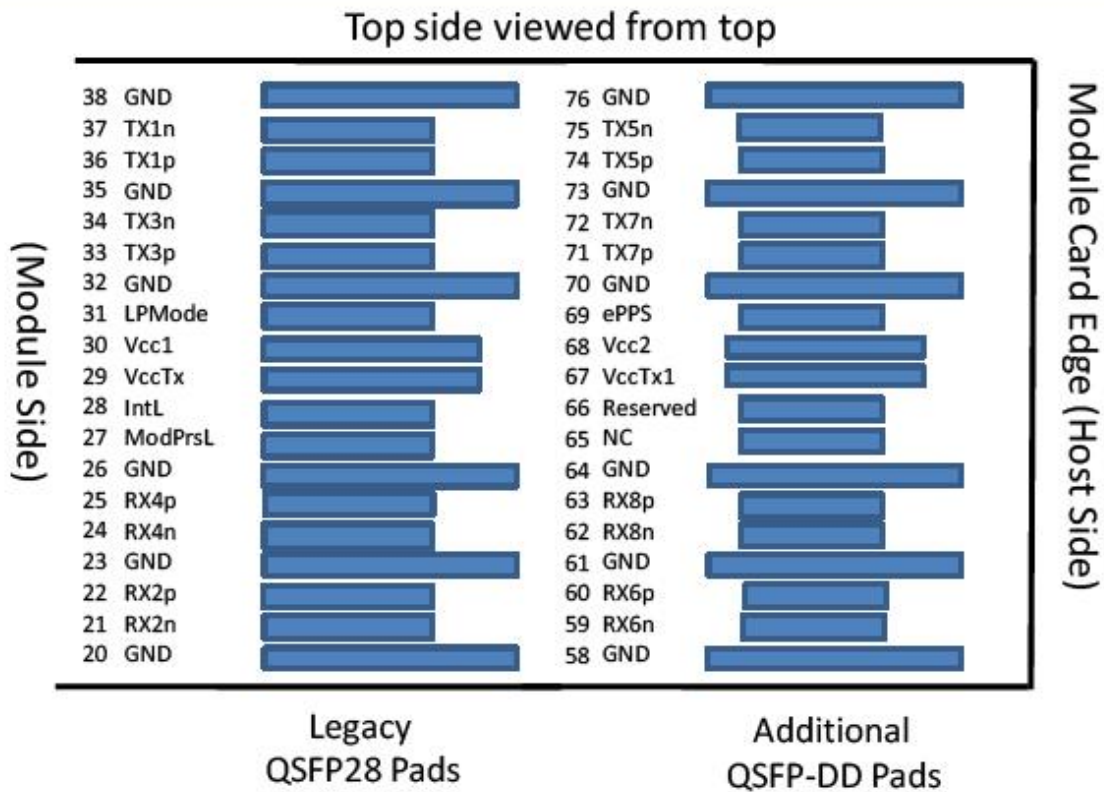 Top side viewed from top
38 GND 76 GND
37 TX1n 75 TX5n
36 TX1p 74 TX5p
35 GND 73 GND
34 TX3n 72 TX7n
33 TX3p 71 TX7p
32 GND 70 GND
31 LPMode 69 ePPS
30 Vcc1 68 Vcc2
29 VccTx 67 VccTx1
28 IntL 66 Reserved
27 ModPrsL 65 NC
26 GND 64 GND
25 RX4p 63 RX8p
24 RX4n 62 RX8n
23 GND 61 GND
22 RX2p 60 RX6p
21 RX2n 59 RX6n
20 GND 58 GND
(Module Side)
Module Card Edge (Host Side)
Legacy
QSFP28 Pads
Additional
QSFP-DD Pads